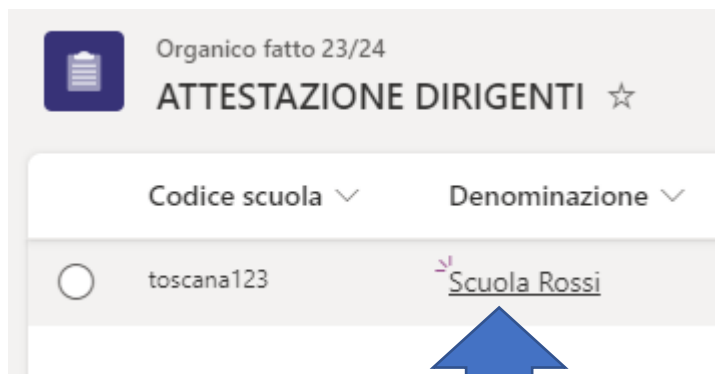 Organico fatto 23/24
ATTESTAZIONE DIRIGENTI
Codice scuola Denominazione
toscana123 Scuola Rossi